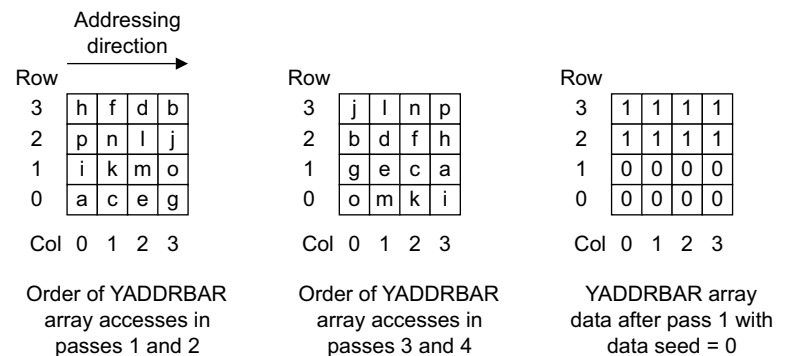 Addressing
direction
Row
3 h f d b
2 p n l j
1 i k m o
0 a c e g
Col 0 1 2 3
Order of YADDRBAR
array accesses in
passes 1 and 2
Row
3 j l n p
2 b d f h
1 g e c a
0 o m k i
Col 0 1 2 3
Order of YADDRBAR
array accesses in
passes 3 and 4
Row
3 1 1 1 1
2 1 1 1 1
1 0 0 0 0
0 0 0 0 0
Col 0 1 2 3
YADDRBAR array
data after pass 1 with
data seed = 0